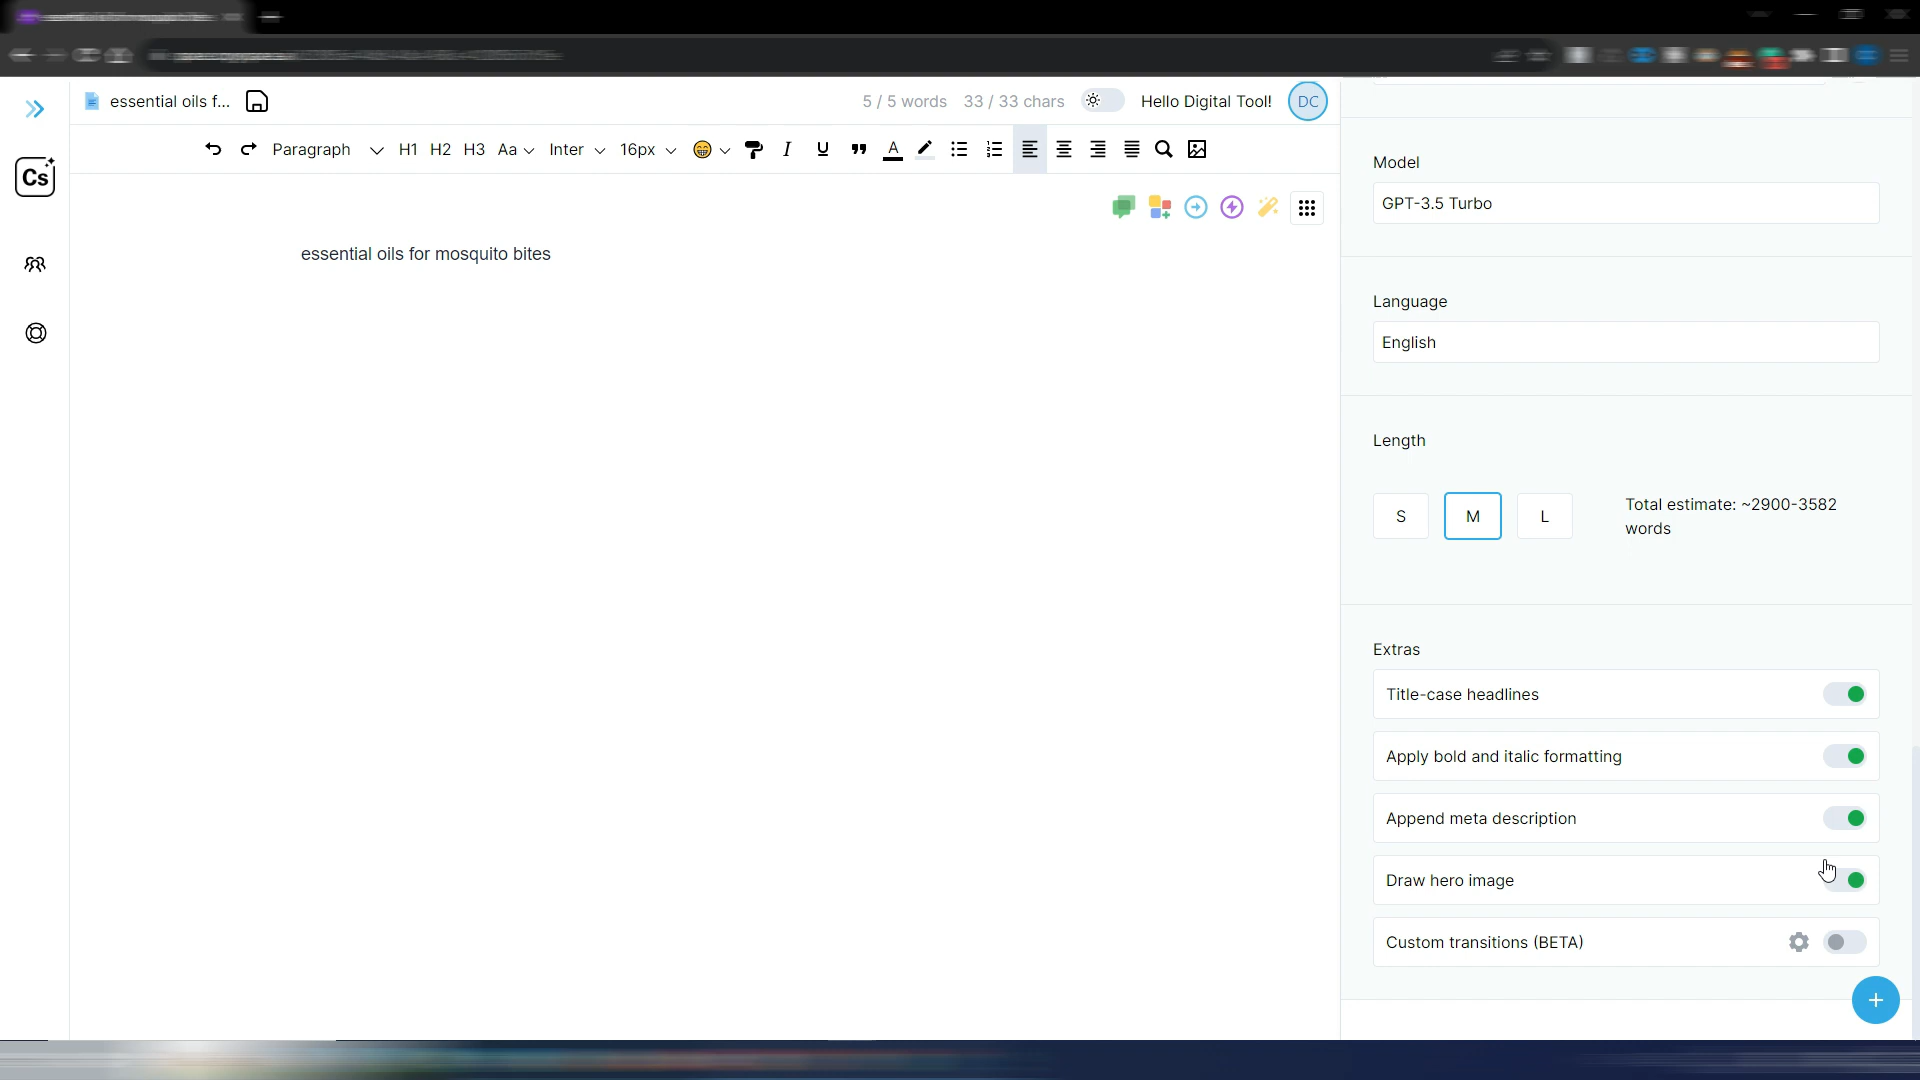 essential oils f...
5 / 5 words 33 / 33 chars Hello Digital Tool! DC
Paragraph H1 H2 H3 Aa Inter 16px A
Cs
essential oils for mosquito bites
Model
GPT-3.5 Turbo
Language
English
Length
S M L
Total estimate: ~2900-3582
words
Extras
Title-case headlines
Apply bold and italic formatting
Append meta description
Draw hero image
Custom transitions (BETA)